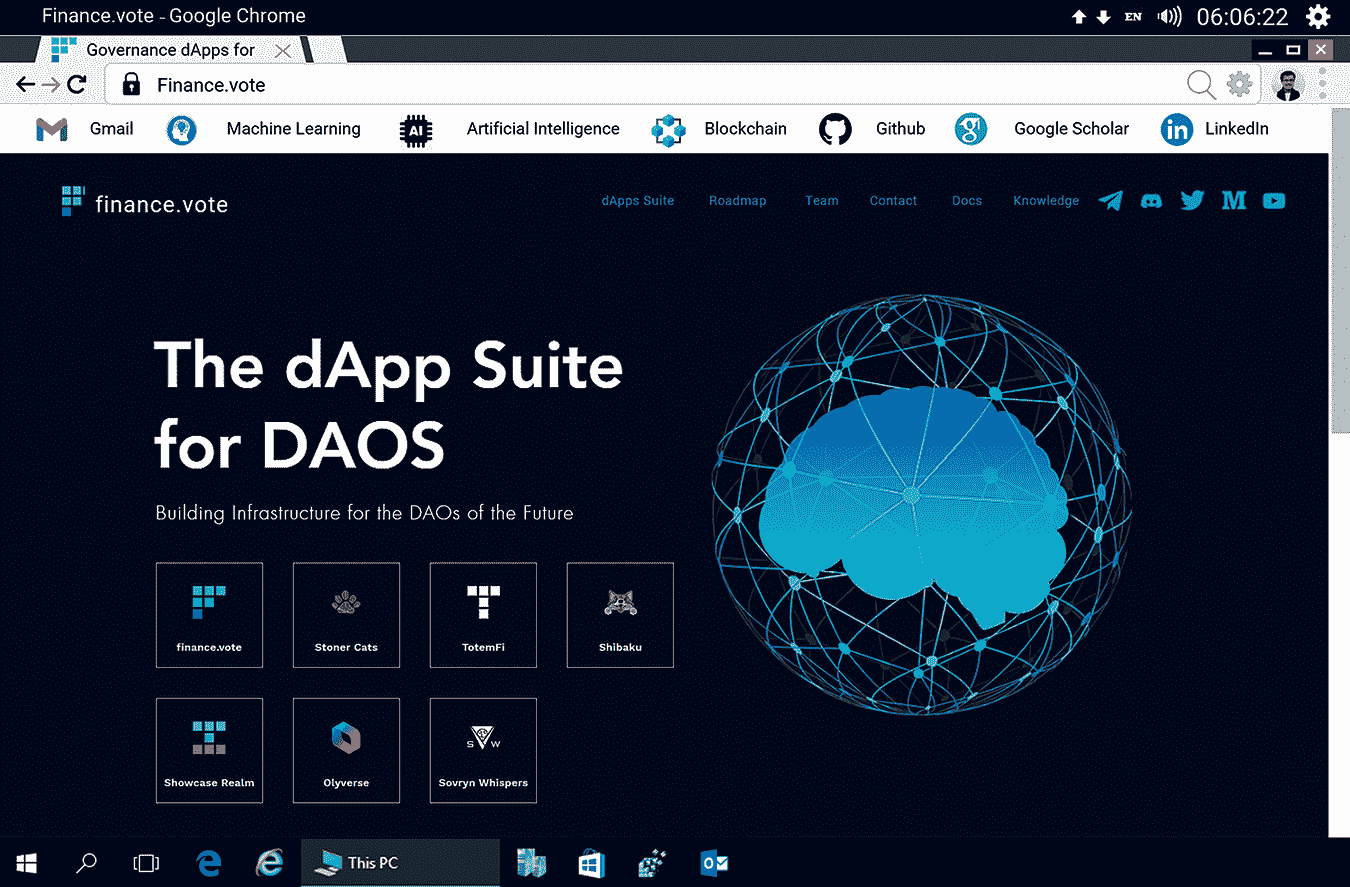 Finance.vote - Google Chrome
EN
06:06:22
Governance dApps for
Finance.vote
Gmail
Machine Learning
AI
Artificial Intelligence
Blockchain
Github
Google Scholar
in
LinkedIn
finance.vote
dApps Suite
Roadmap
Team
Contact
Docs
Knowledge
The dApp Suite
for DAOS
Building Infrastructure for the DAOs of the Future
finance.vote
Stoner Cats
TotemFi
Shibaku
S W
Showcase Realm
Olyverse
Sovryn Whispers
This PC